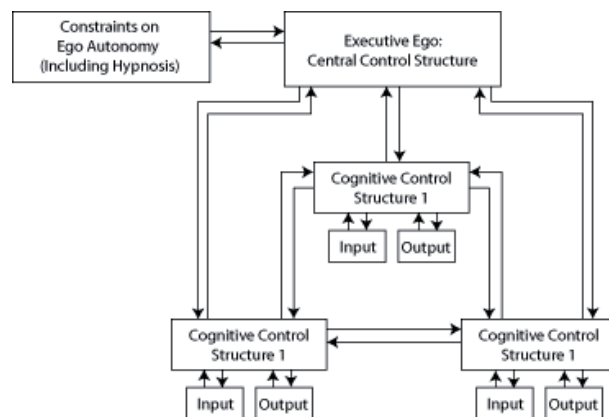 Constraints on
Ego Autonomy
(Including Hypnosis)
Executive Ego:
Central Control Structure
Cognitive Control
Structure 1
Input
Output
Cognitive Control
Structure 1
Cognitive Control
Structure 1
Input
Output
Input
Output